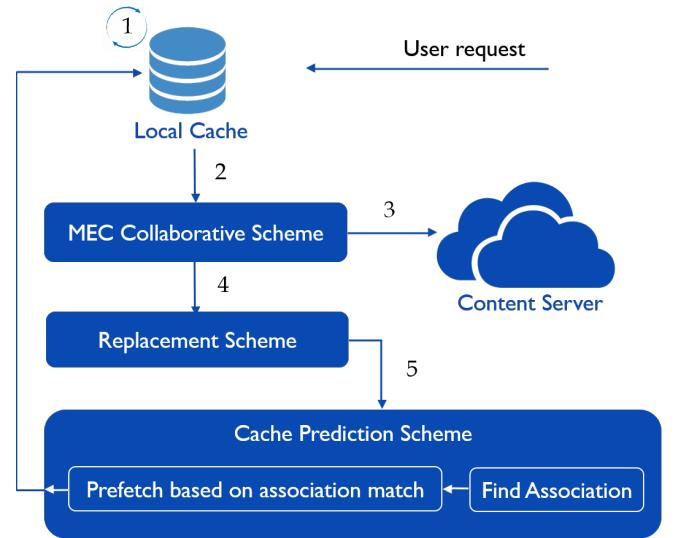 1
User request
Local Cache
2
MEC Collaborative Scheme
3
Content Server
4
Replacement Scheme
5
Cache Prediction Scheme
Prefetch based on association match
Find Association